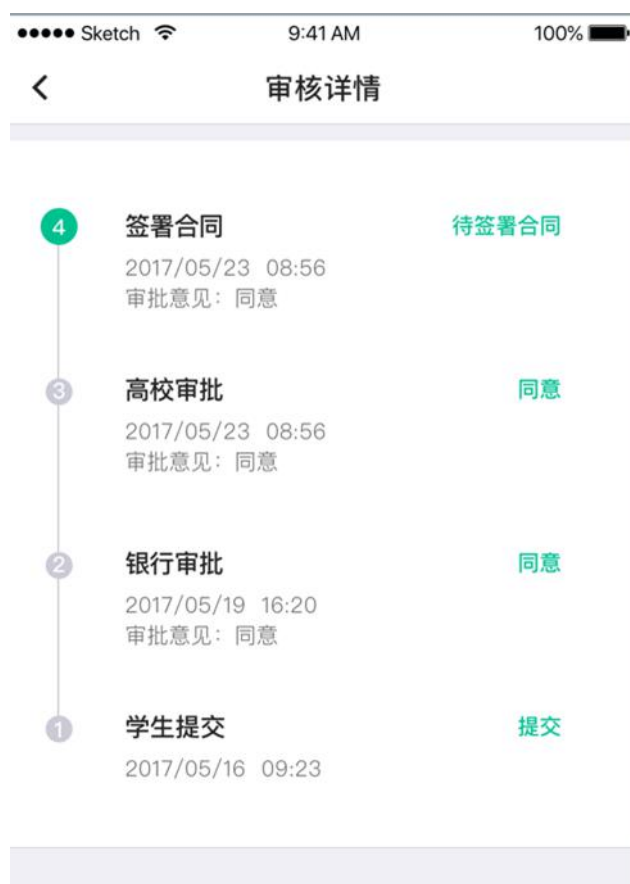 Sketch 9:41 AM 100%
审核详情
4 签署合同 待签署合同
2017/05/23 08:56
审批意见：同意
3 高校审批 同意
2017/05/23 08:56
审批意见：同意
2 银行审批 同意
2017/05/19 16:20
审批意见：同意
1 学生提交 提交
2017/05/16 09:23